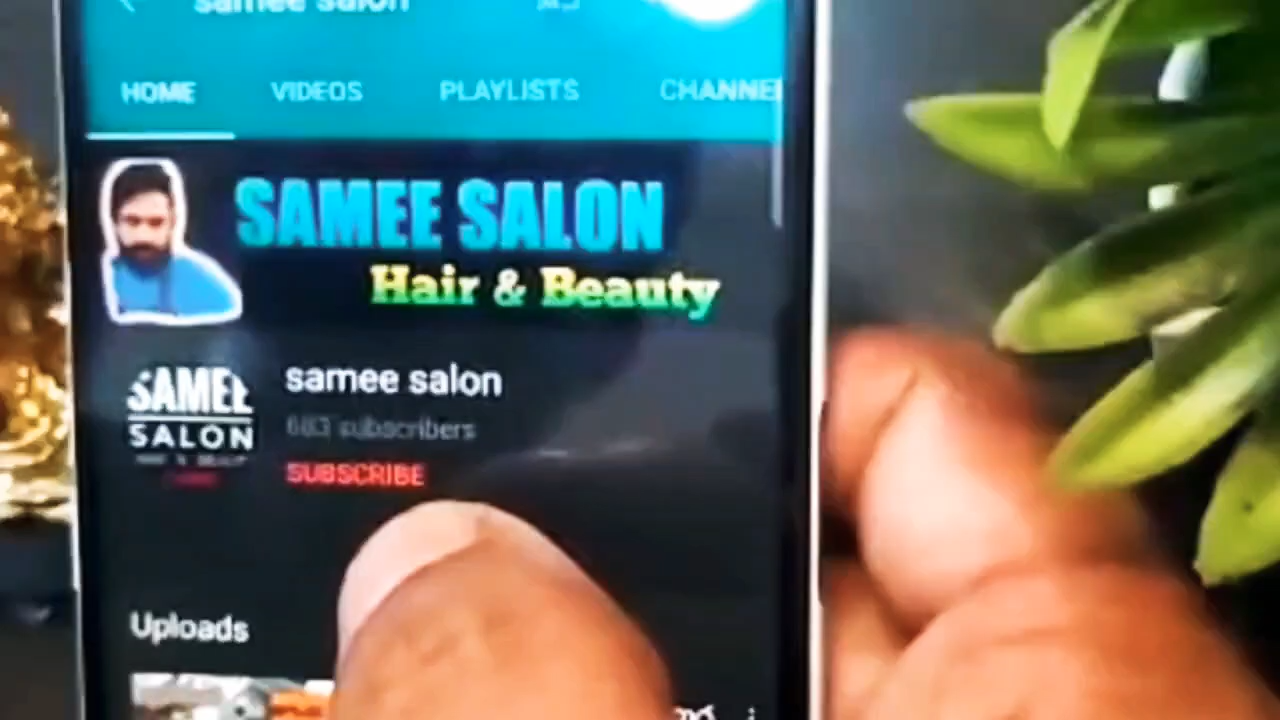 samee salon
HOME VIDEOS PLAYLISTS CHANNE
SAMEE SALON
Hair & Beauty
SAMEE
SALON
samee salon
683 subscribers
SUBSCRIBE
Uploads